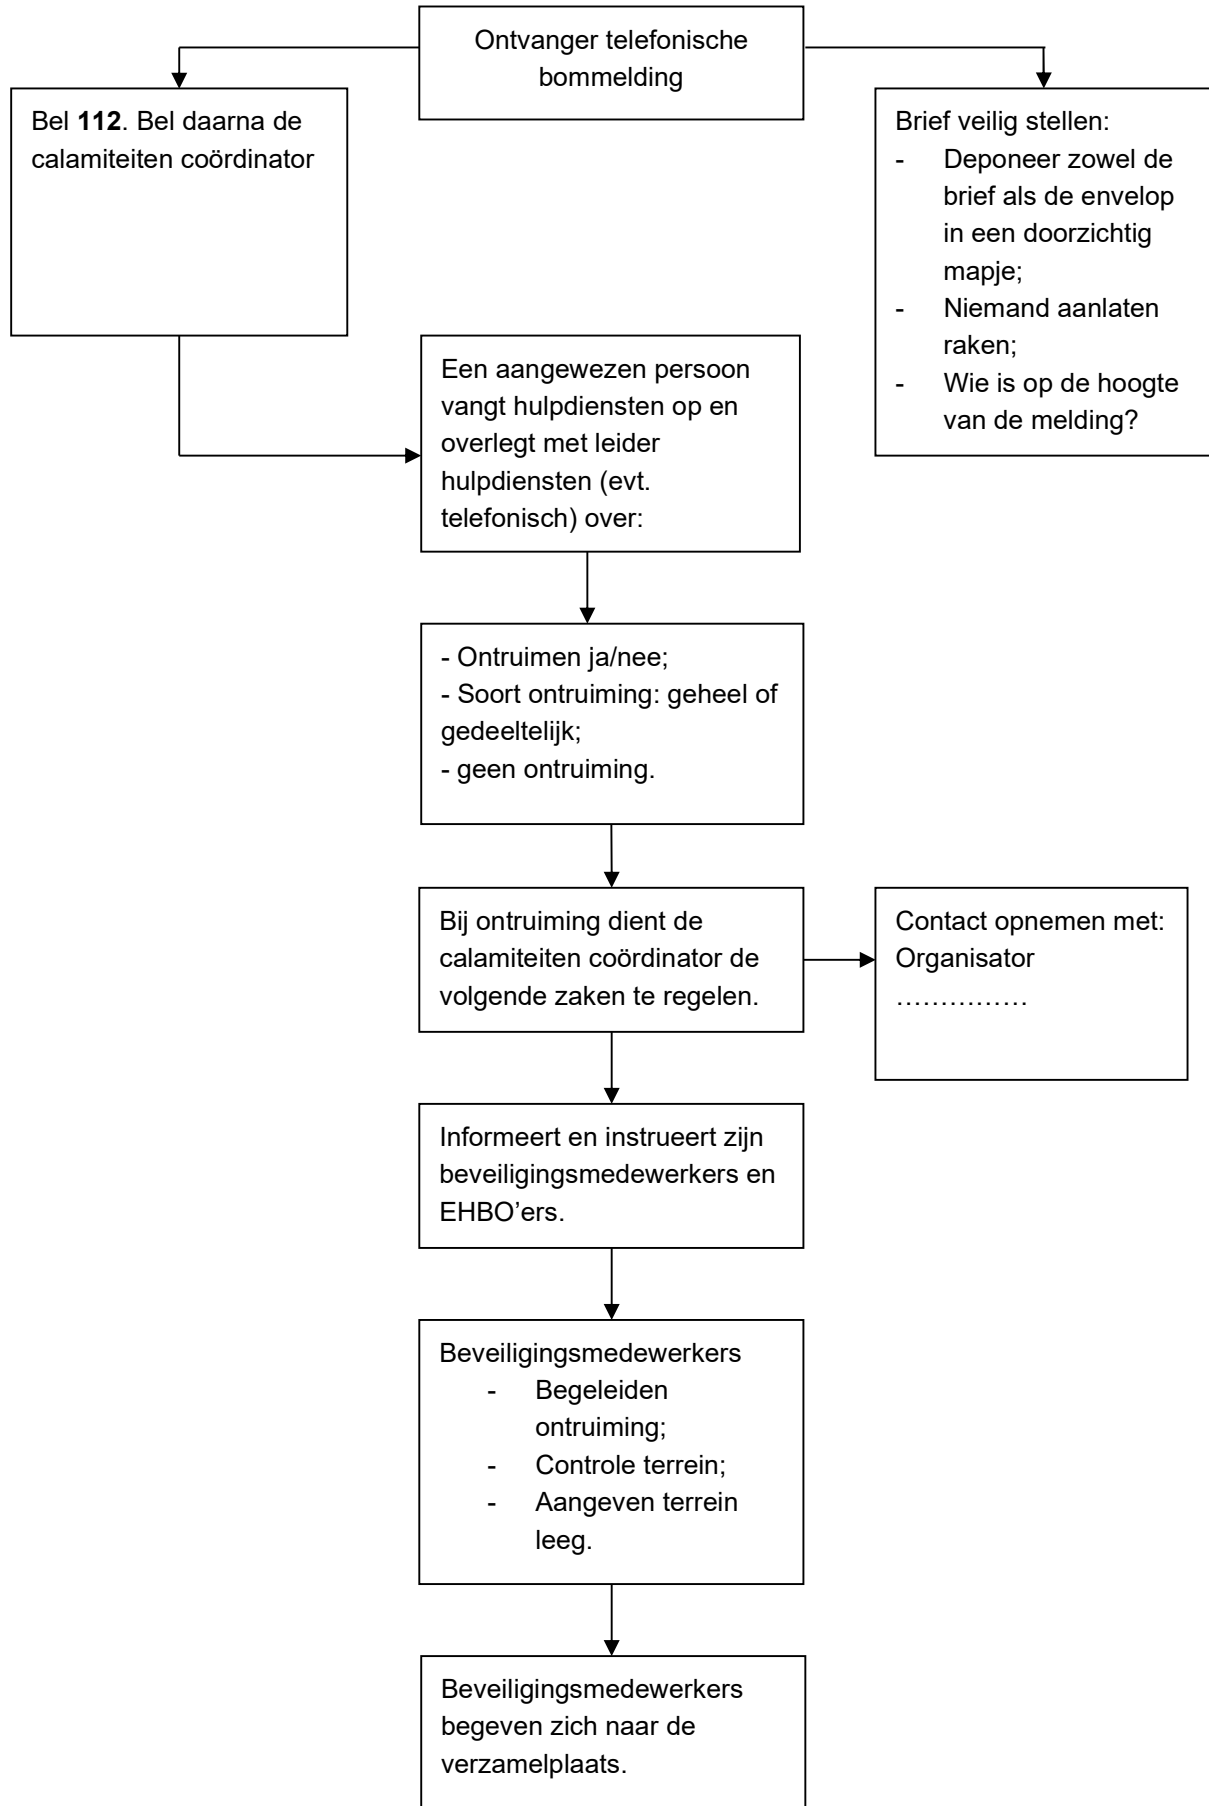 Ontvanger telefonische
bommelding
Bel 112. Bel daarna de
calamiteiten coördinator
Brief veilig stellen:
- Deponeer zowel de
brief als de envelop
in een doorzichtig
mapje;
- Niemand aanlaten
raken;
- Wie is op de hoogte
van de melding?
Een aangewezen persoon
vangt hulpdiensten op en
overlegt met leider
hulpdiensten (evt.
telefonisch) over:
- Ontruimen ja/nee;
- Soort ontruiming: geheel of
gedeeltelijk;
- geen ontruiming.
Bij ontruiming dient de
calamiteiten coördinator de
volgende zaken te regelen.
Contact opnemen met:
Organisator
……………
Informeert en instrueert zijn
beveiligingsmedewerkers en
EHBO’ers.
Beveiligingsmedewerkers
- Begeleiden
ontruiming;
- Controle terrein;
- Aangeven terrein
leeg.
Beveiligingsmedewerkers
begeven zich naar de
verzamelplaats.